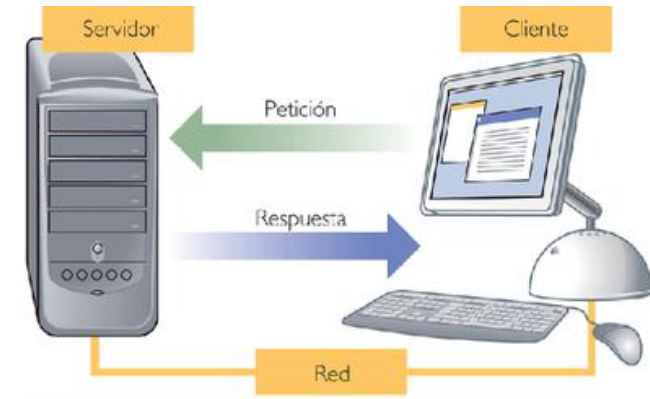 Servidor
Cliente
Petición
Respuesta
Red